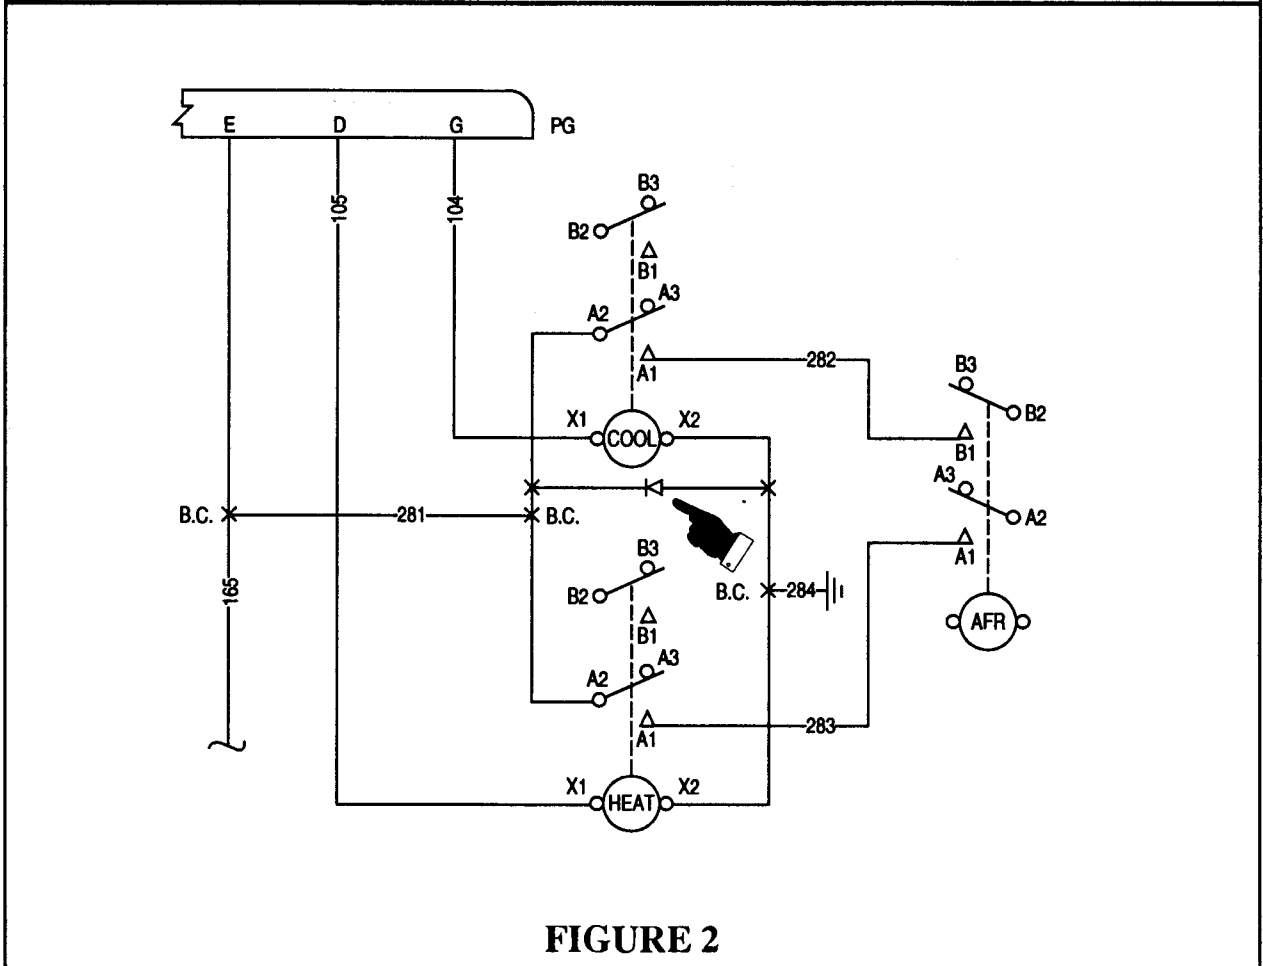 E D G PG
105
104
B3
B2
B1
A3
A2
A1
282
X1 COOL X2
B3
B2
B1
A3
A2
A1
AFR
B.C. 281 B.C.
165
B3
B2
B1
A3
A2
A1
283
B.C. 284
X1 HEAT X2
FIGURE 2